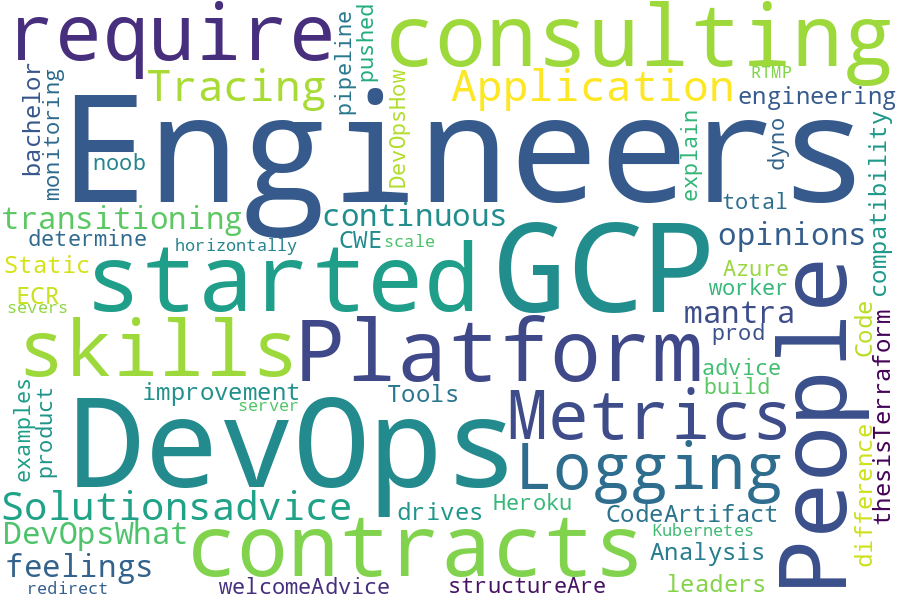 require
consulting
pushed
pipeline
RTMP
Tracing
Application
bachelor
monitoring
DevOpsHow
engineering
Engineers
noob
explain
dyno
compatibility
total
transitioning
continuous
opinions
determine
horizontally
CWE
scale
Static
started
GCP
Azure
People
ECR
worker
severs
mantra
skills
Platform
prod
Code
thesisTerraform
advice
build
examples
product
improvement
server
Tools
Metrics
DevOps
Logging
difference
Solutionsadvice
drives
Heroku
CodeArtifact
DevOpsWhat
contracts
Kubernetes
Analysis
feelings
redirect
welcomeAdvice
structureAre
leaders